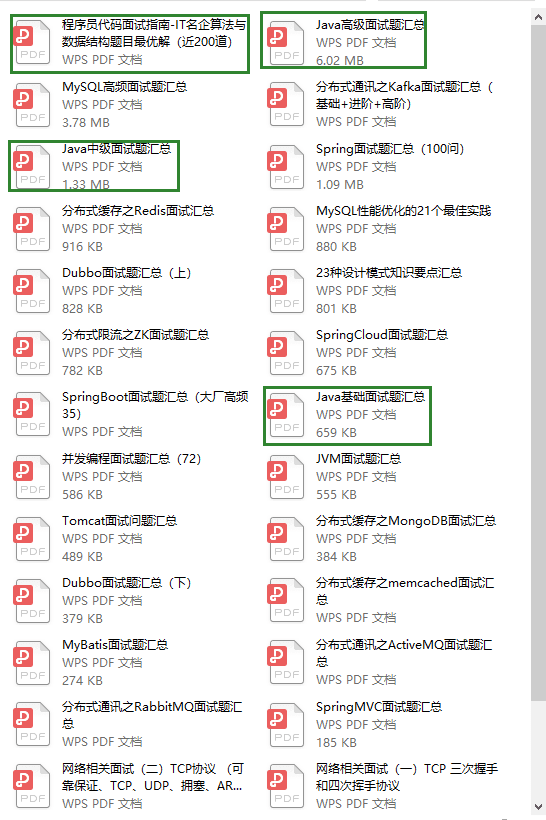 程序员代码面试指南-IT名企算法与
数据结构题目最优解（近200道）
WPS PDF 文档
Java高级面试题汇总
WPS PDF 文档
6.02 MB
MySQL高频面试题汇总
WPS PDF 文档
3.78 MB
分布式通讯之Kafka面试题汇总（
基础+进阶+高阶）
WPS PDF 文档
Java中级面试题汇总
WPS PDF 文档
1.33 MB
Spring面试题汇总（100问）
WPS PDF 文档
1.09 MB
分布式缓存之Redis面试汇总
WPS PDF 文档
916 KB
MySQL性能优化的21个最佳实践
WPS PDF 文档
880 KB
Dubbo面试题汇总（上）
WPS PDF 文档
828 KB
23种设计模式知识要点汇总
WPS PDF 文档
801 KB
分布式限流之ZK面试题汇总
WPS PDF 文档
782 KB
SpringCloud面试题汇总
WPS PDF 文档
675 KB
SpringBoot面试题汇总（大厂高频
35）
WPS PDF 文档
Java基础面试题汇总
WPS PDF 文档
659 KB
并发编程面试题汇总（72）
WPS PDF 文档
586 KB
JVM面试题汇总
WPS PDF 文档
555 KB
Tomcat面试问题汇总
WPS PDF 文档
489 KB
分布式缓存之MongoDB面试汇总
WPS PDF 文档
384 KB
Dubbo面试题汇总（下）
WPS PDF 文档
379 KB
分布式缓存之memcached面试汇
总
WPS PDF 文档
MyBatis面试题汇总
WPS PDF 文档
274 KB
分布式通讯之ActiveMQ面试题汇
总
WPS PDF 文档
分布式通讯之RabbitMQ面试题汇
总
WPS PDF 文档
SpringMVC面试题汇总
WPS PDF 文档
185 KB
网络相关面试（二）TCP协议 （可
靠保证、TCP、UDP、拥塞、AR...
WPS PDF 文档
网络相关面试（一）TCP 三次握手
和四次挥手协议
WPS PDF 文档